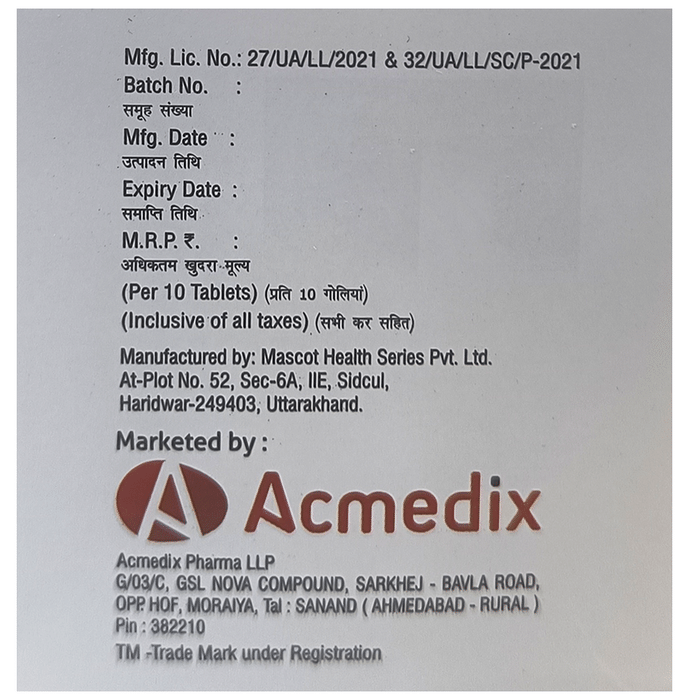 Mfg. Lic. No.: 27/UA/LL/2021 & 32/UA/LL/SC/P-2021
Batch No. :
समूह संख्या
Mfg. Date :
उत्पादन तिथि
Expiry Date :
समाप्ति तिथि
M.R.P. ₹. :
अधिकतम खुदरा मूल्य
(Per 10 Tablets) (प्रति 10 गोलियां)
(Inclusive of all taxes) (सभी कर सहित)
Manufactured by: Mascot Health Series Pvt. Ltd.
At-Plot No. 52, Sec-6A, IIE, Sidcul,
Haridwar-249403, Uttarakhand.
Marketed by :
Acmedix
Acmedix Pharma LLP
G/03/C, GSL NOVA COMPOUND, SARKHEJ - BAVLA ROAD,
OPP. HOF, MORAIYA, Tal : SANAND ( AHMEDABAD - RURAL )
Pin : 382210
TM -Trade Mark under Registration